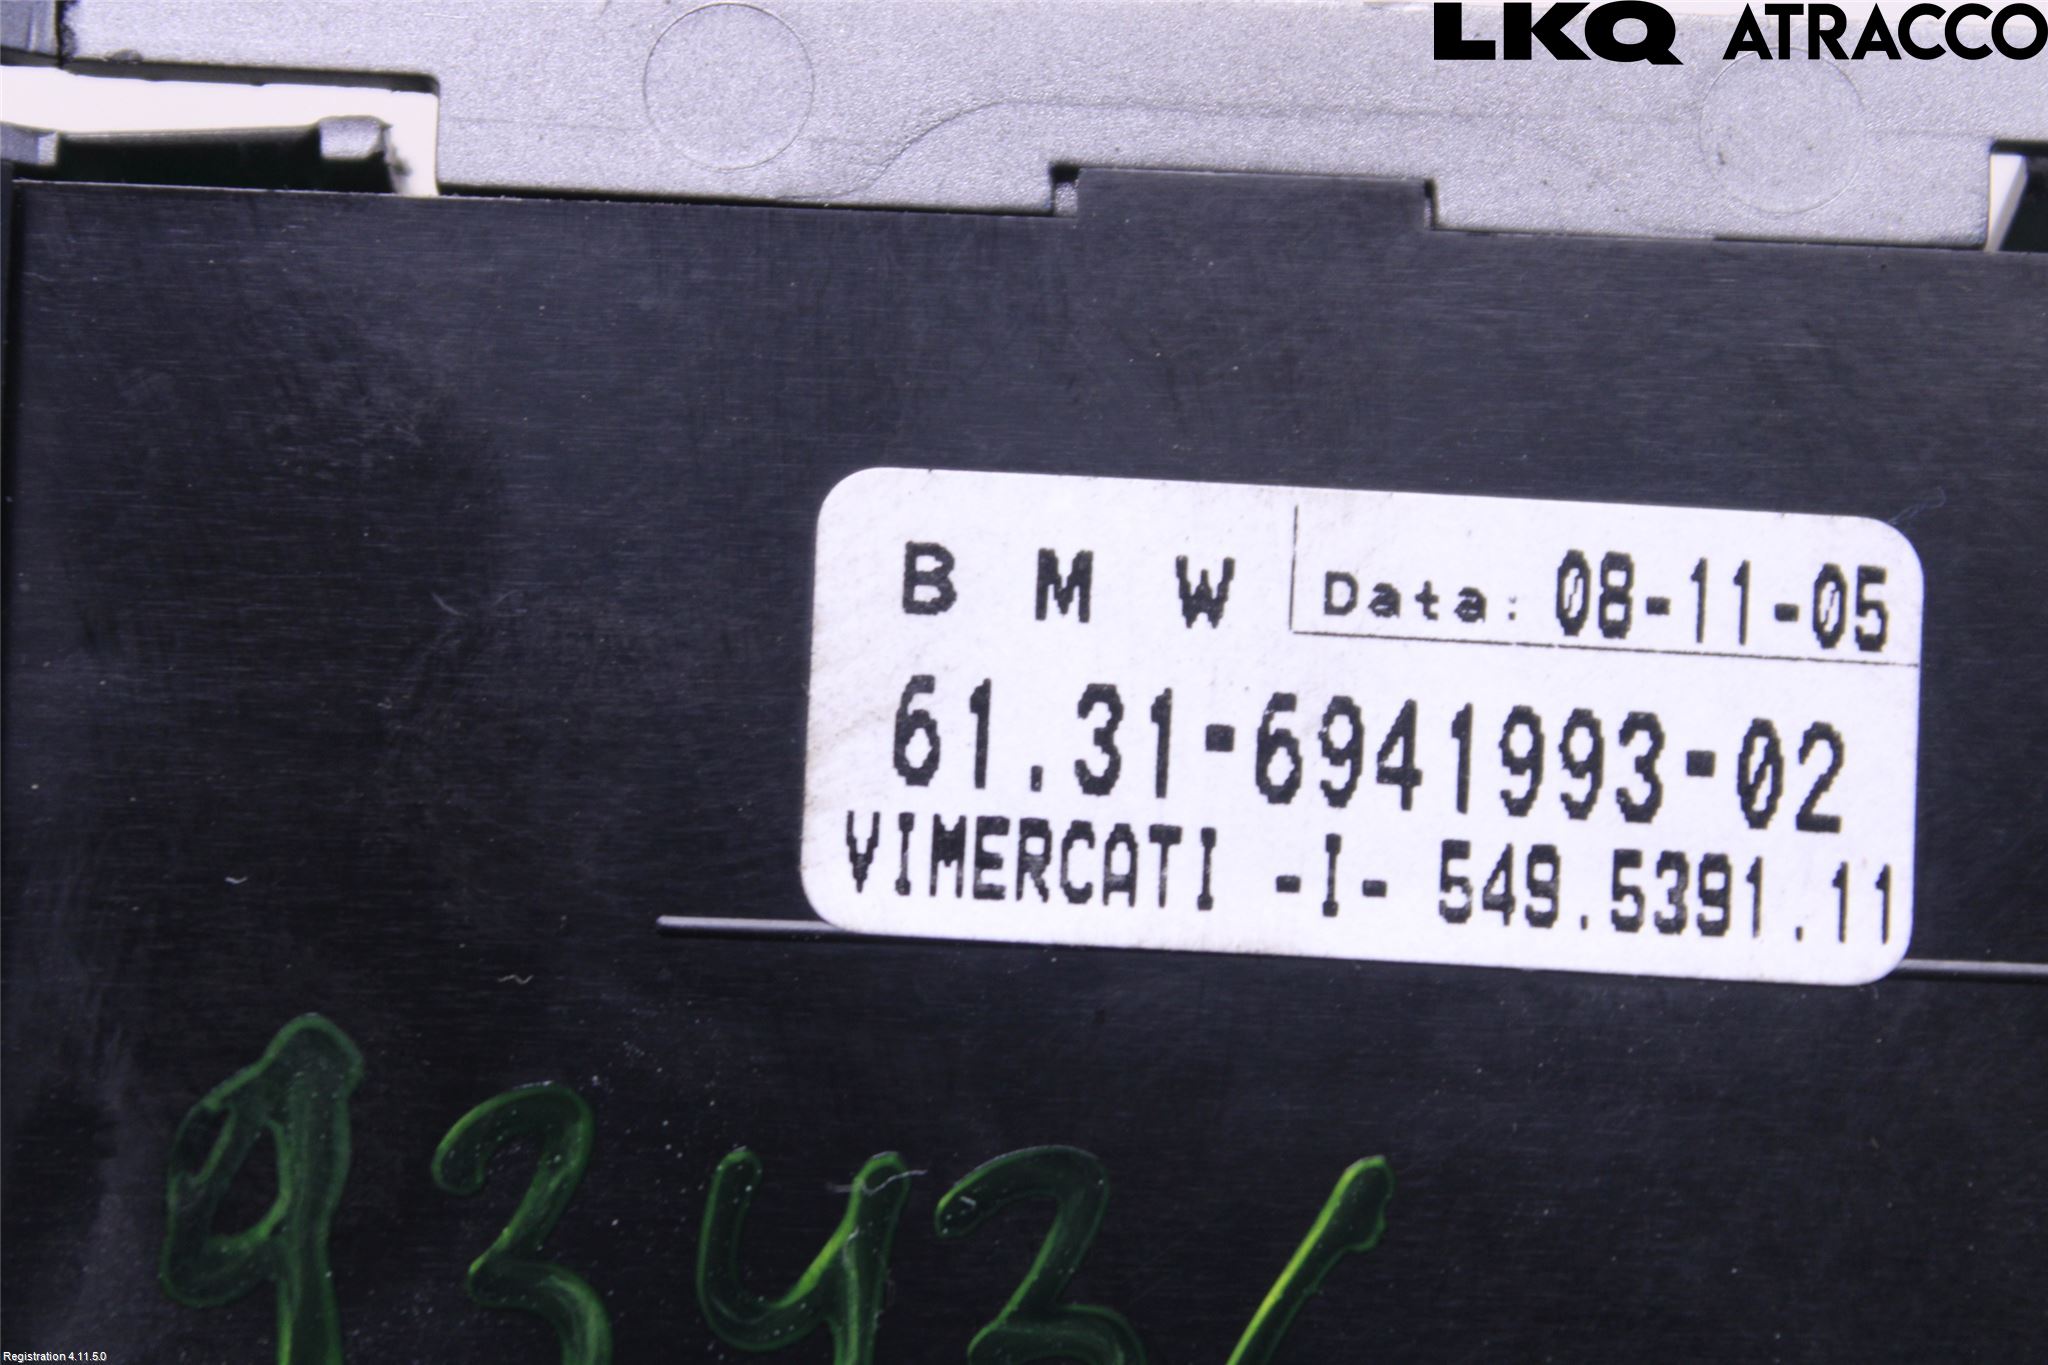 LKQ ATRACCO
B M W Data: 08-11-05
61.31-6941993-02
VIMERCATI -I- 549.5391.11
9343
Registration 4.11.5.0